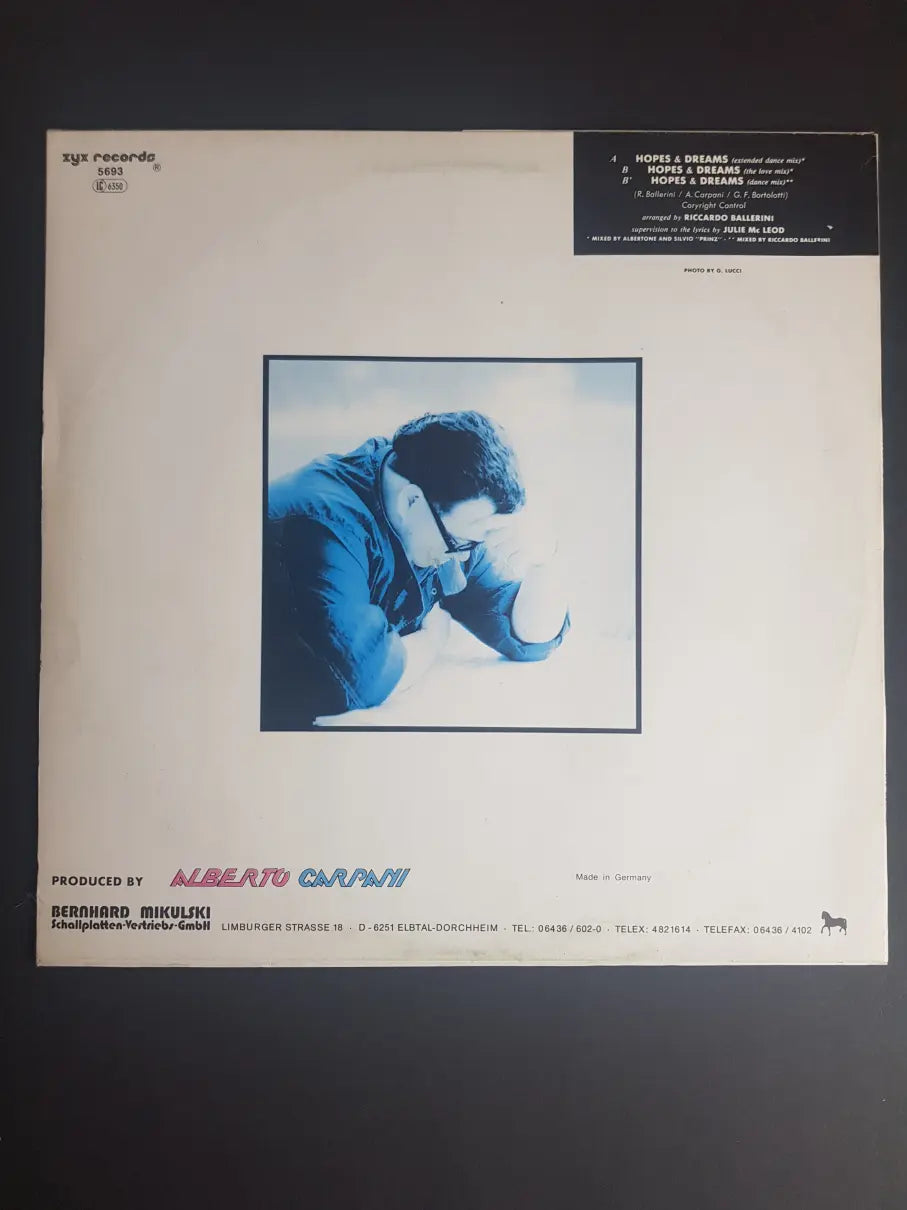 zyx records
®
5693
LC 6350
A HOPES & DREAMS (extended dance mix)*
B HOPES & DREAMS (the love mix)*
B' HOPES & DREAMS (dance mix)**
(R. Ballerini / A. Carpani / G. F. Bortolotti)
Coryright Control
arranged by RICCARDO BALLERINI
supervision to the lyrics by JULIE Mc LEOD
* MIXED BY ALBERTONE AND SILVIO "PRINZ" - ** MIXED BY RICCARDO BALLERINI
PHOTO BY G. LUCCI
PRODUCED BY ALBERTO CARPANI
Made in Germany
BERNHARD MIKULSKI
Schallplatten-Vertriebs-GmbH LIMBURGER STRASSE 18 · D-6251 ELBTAL-DORCHHEIM · TEL.: 06436/602-0 · TELEX: 4821614 · TELEFAX: 06436/4102